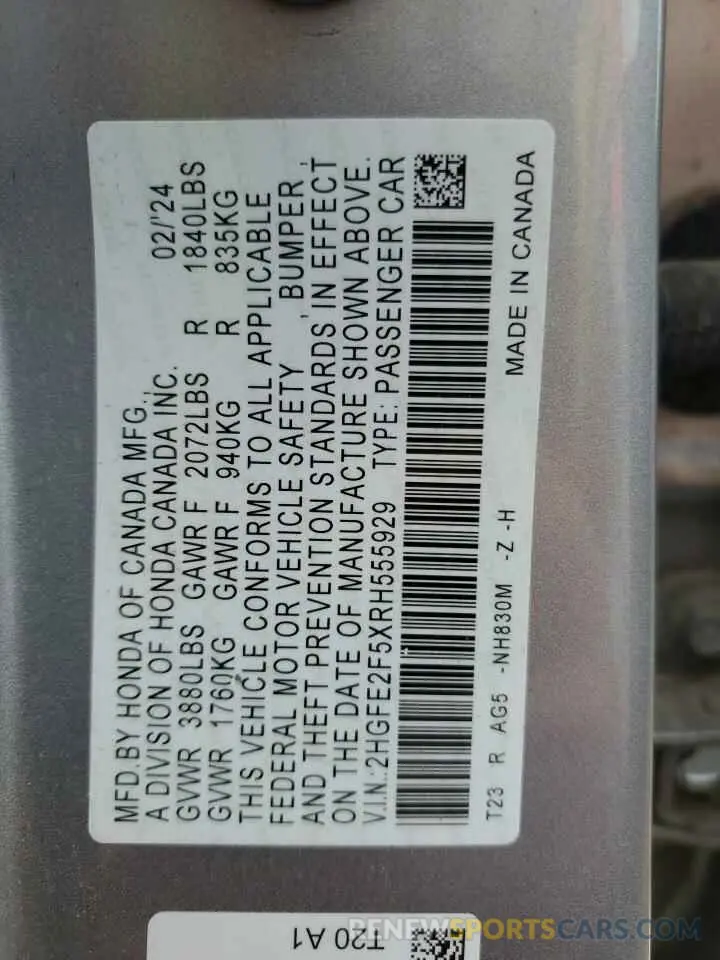 MFD.BY HONDA OF CANADA MFG., 02/'24
A DIVISION OF HONDA CANADA INC.
GVWR 3880LBS GAWR F 2072LBS R 1840LBS
GVWR 1760KG GAWR F 940KG R 835KG
THIS VEHICLE CONFORMS TO ALL APPLICABLE
FEDERAL MOTOR VEHICLE SAFETY , BUMPER ,
AND THEFT PREVENTION STANDARDS IN EFFECT
ON THE DATE OF MANUFACTURE SHOWN ABOVE.
V.I.N.:2HGFE2F5XRH555929 TYPE: PASSENGER CAR
T23 R AG5 -NH830M -Z -H
MADE IN CANADA
T20 A1
RENEWSPORTSCARS.COM